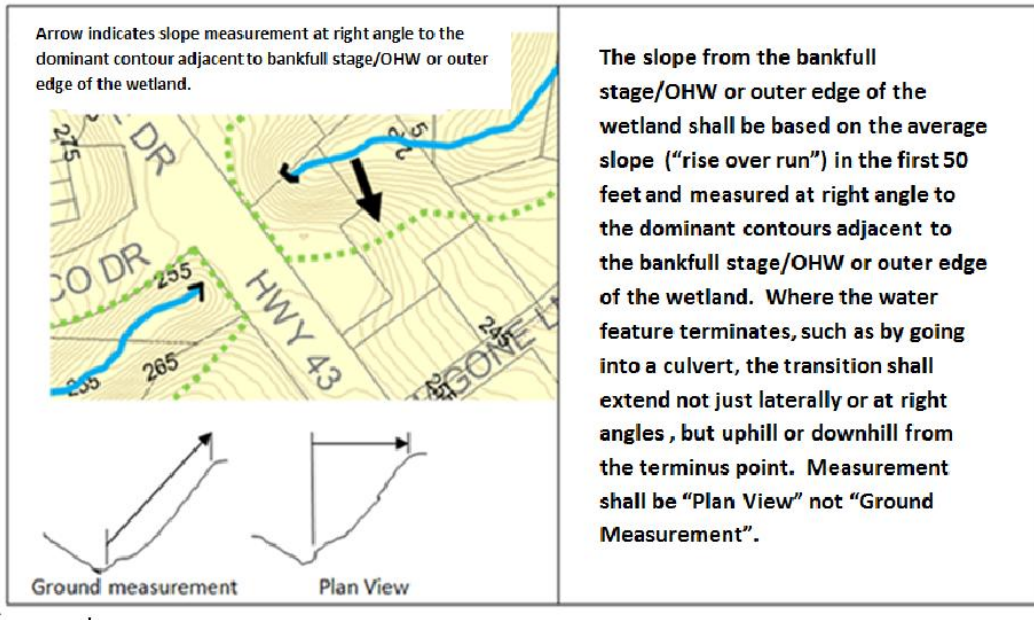 Arrow indicates slope measurement at right angle to the
dominant contour adjacent to bankfull stage/OHW or outer
edge of the wetland.
275
DR
CO DR
255
HWY 43
265
245
The slope from the bankfull
stage/OHW or outer edge of the
wetland shall be based on the average
slope ("rise over run") in the first 50
feet and measured at right angle to
the dominant contours adjacent to
the bankfull stage/OHW or outer edge
of the wetland. Where the water
feature terminates, such as by going
into a culvert, the transition shall
extend not just laterally or at right
angles , but uphill or downhill from
the terminus point. Measurement
shall be “Plan View” not “Ground
Measurement”.
Ground measurement
Plan View